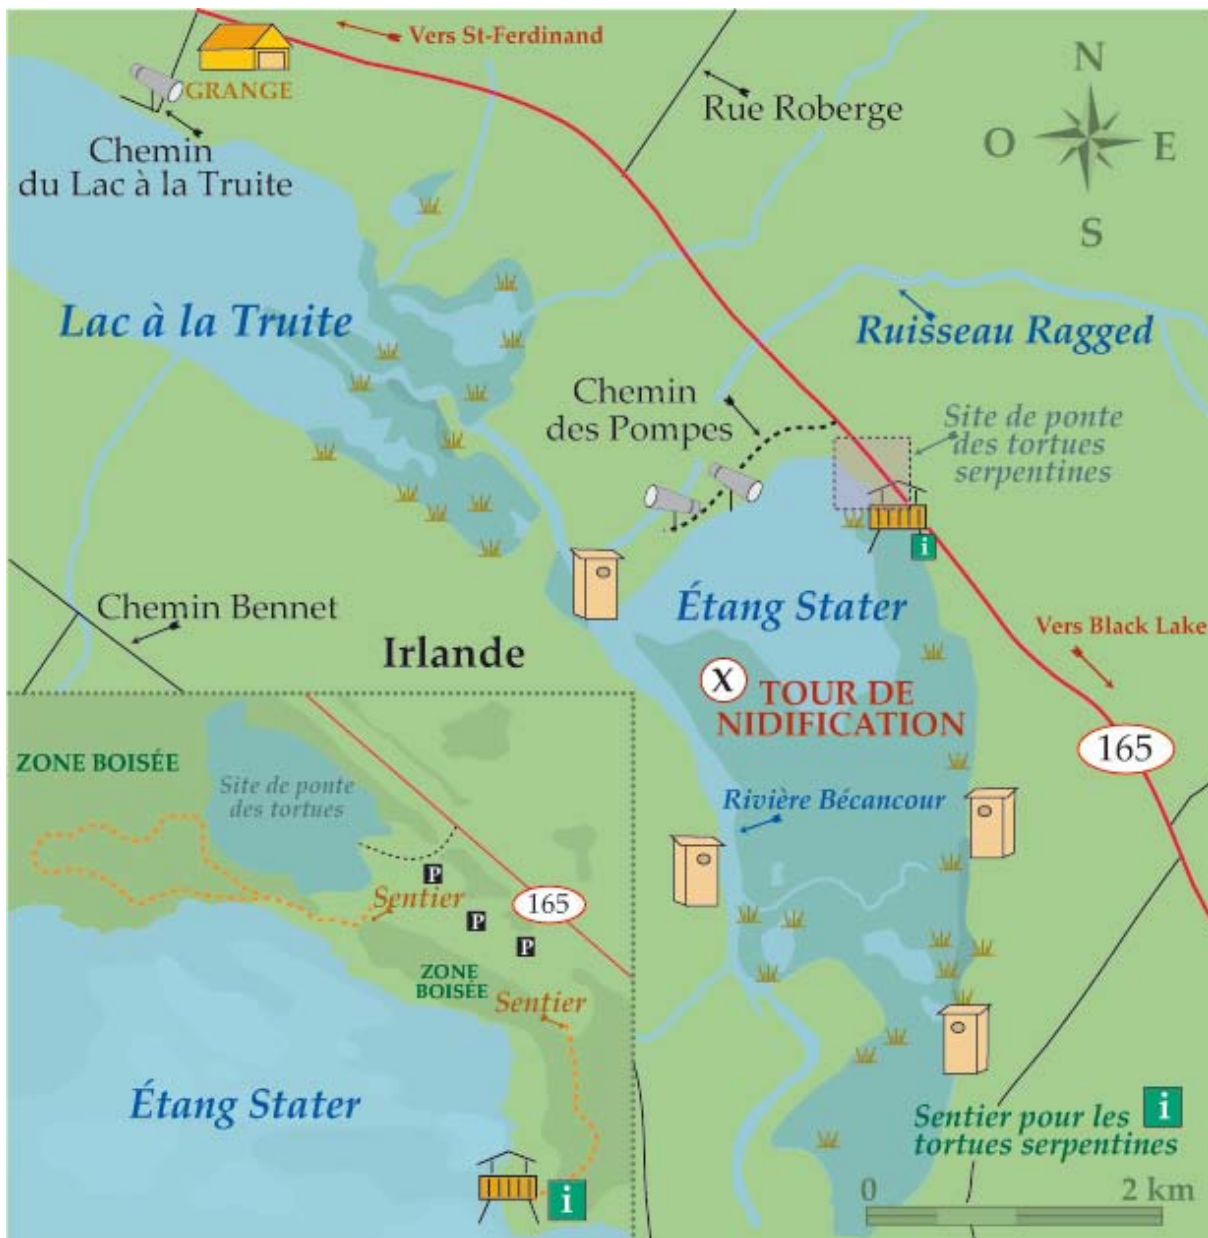 Vers St-Ferdinand
GRANGE
Rue Roberge
N
O
E
S
Chemin
du Lac à la Truite
Lac à la Truite
Ruisseau Ragged
Chemin
des Pompes
Site de ponte
des tortues
serpentines
i
Étang Stater
Chemin Bennet
Irlande
Vers Black Lake
X
TOUR DE
NIDIFICATION
165
Rivière Bécancour
ZONE BOISÉE
Site de ponte
des tortues
P
Sentier
165
P
P
ZONE
BOISÉE
Sentier
Étang Stater
i
Sentier pour les
tortues serpentines
i
0
2 km